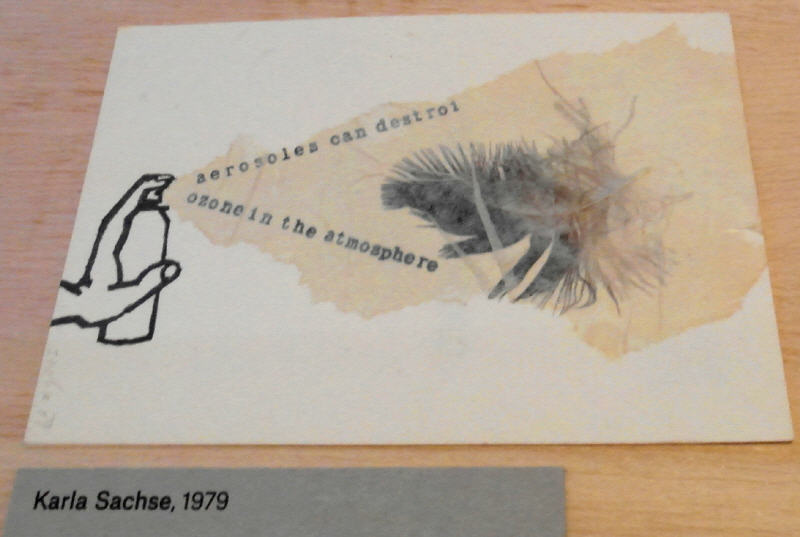 aerosoles can destroi
ozone in the atmosphere
Karla Sachse, 1979